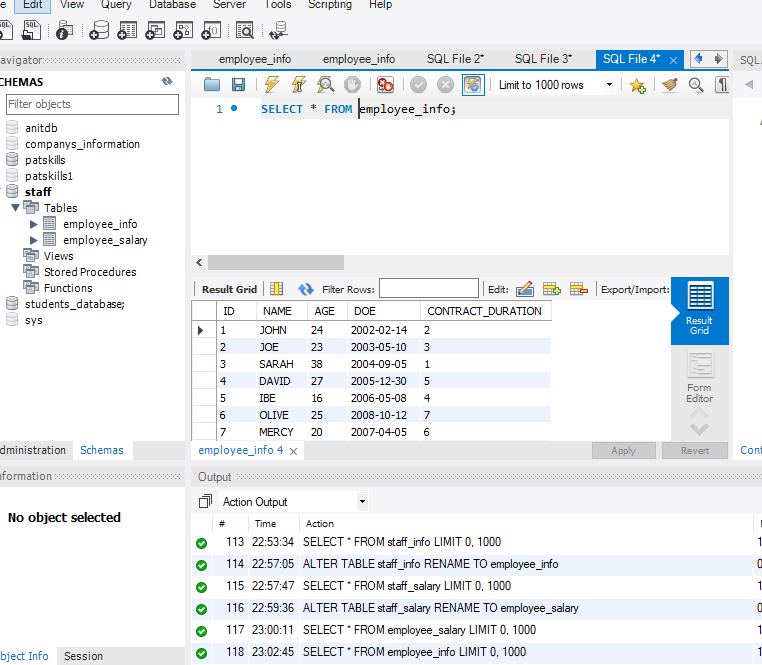 e Edit View Query Database Server Tools Scripting Help
avigator
CHEMAS
Filter objects
anitdb
companys_information
patskills
patskills1
staff
Tables
employee_info
employee_salary
Views
Stored Procedures
Functions
students_database;
sys
dministration Schemas
nformation
No object selected
bject Info Session
employee_info employee_info SQL File 2* SQL File 3* SQL File 4* SQL
Limit to 1000 rows
1 SELECT * FROM employee_info;
Result Grid Filter Rows: Edit: Export/Import:
ID NAME AGE DOE CONTRACT_DURATION
1 JOHN 24 2002-02-14 2
2 JOE 23 2003-05-10 3
3 SARAH 38 2004-09-05 1
4 DAVID 27 2005-12-30 5
5 IBE 16 2006-05-08 4
6 OLIVE 25 2008-10-12 7
7 MERCY 20 2007-04-05 6
Result
Grid
Form
Editor
employee_info 4 Apply Revert Cont
Output
Action Output
# Time Action
113 22:53:34 SELECT * FROM staff_info LIMIT 0, 1000 1
114 22:57:05 ALTER TABLE staff_info RENAME TO employee_info 0
115 22:57:47 SELECT * FROM staff_salary LIMIT 0, 1000 1
116 22:59:36 ALTER TABLE staff_salary RENAME TO employee_salary 0
117 23:00:11 SELECT * FROM employee_salary LIMIT 0, 1000 1
118 23:02:45 SELECT * FROM employee_info LIMIT 0, 1000 1